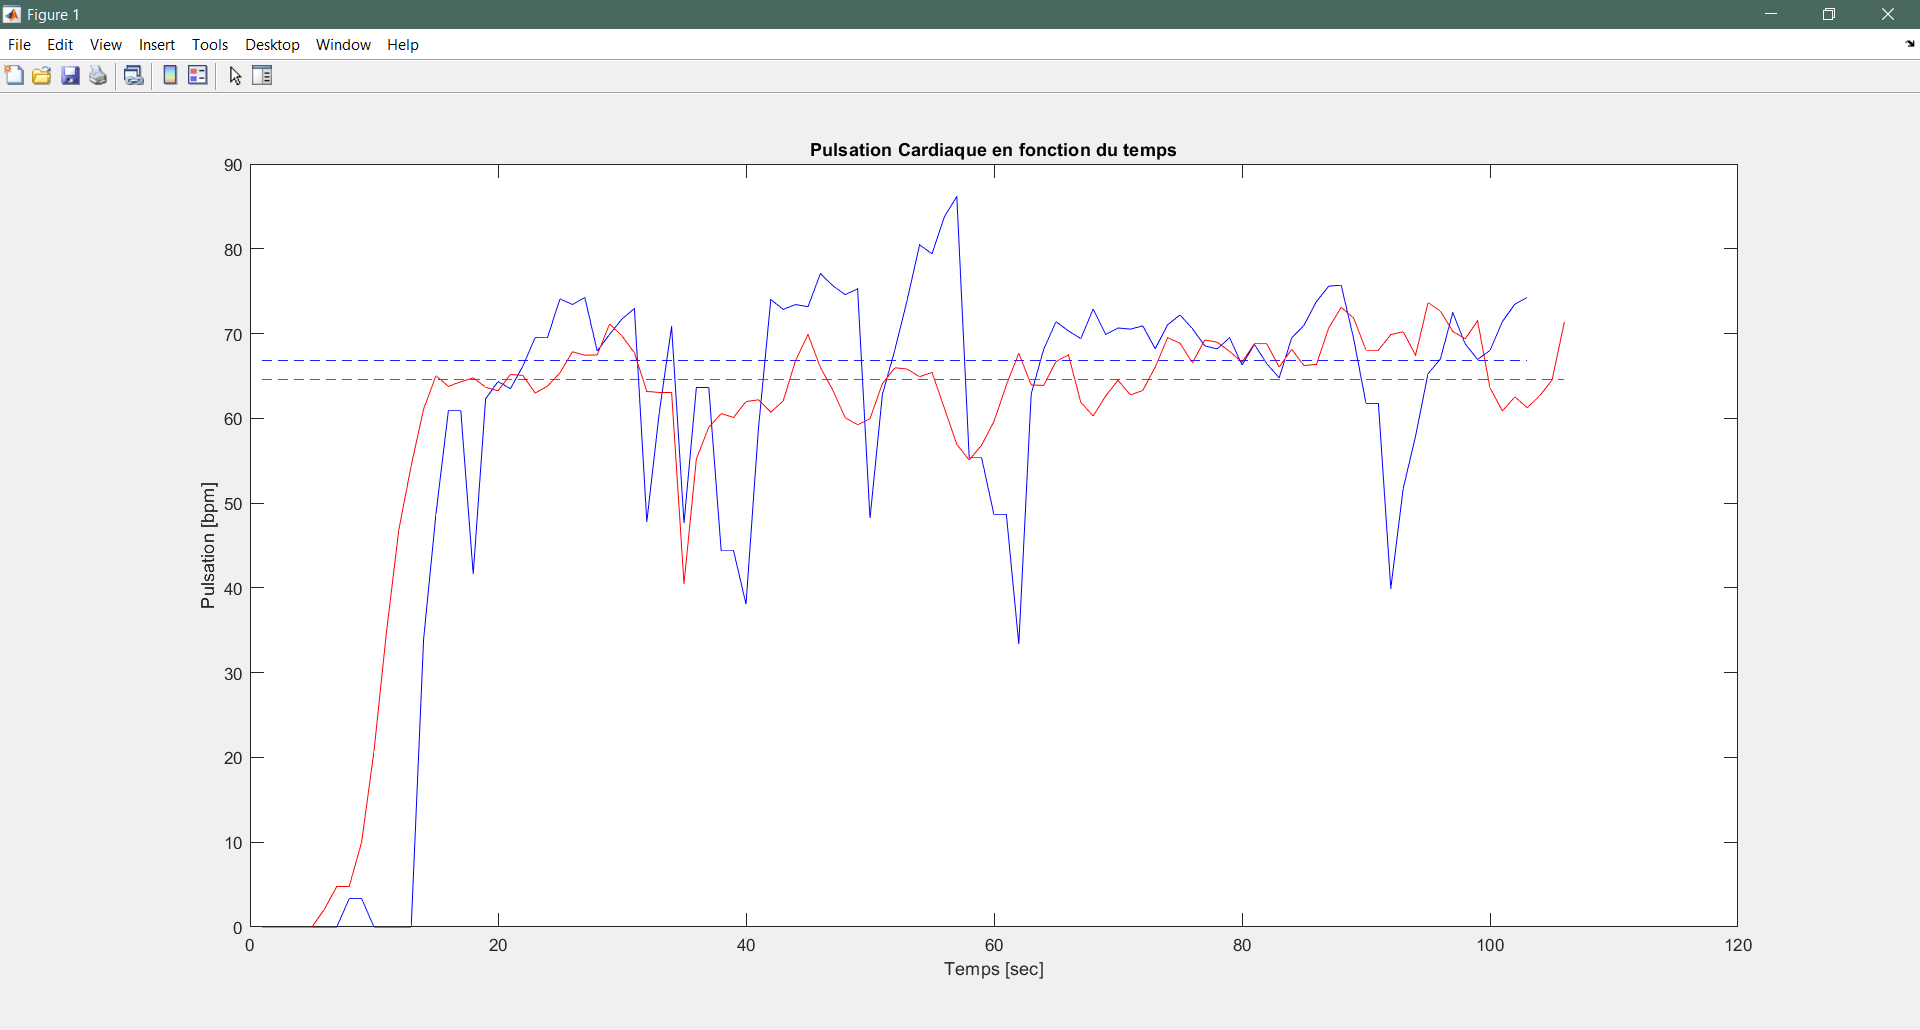 Figure 1
File Edit View Insert Tools Desktop Window Help
Pulsation Cardiaque en fonction du temps
90
80
70
60
50
40
30
20
10
0
Pulsation [bpm]
0 20 40 60 80 100 120
Temps [sec]